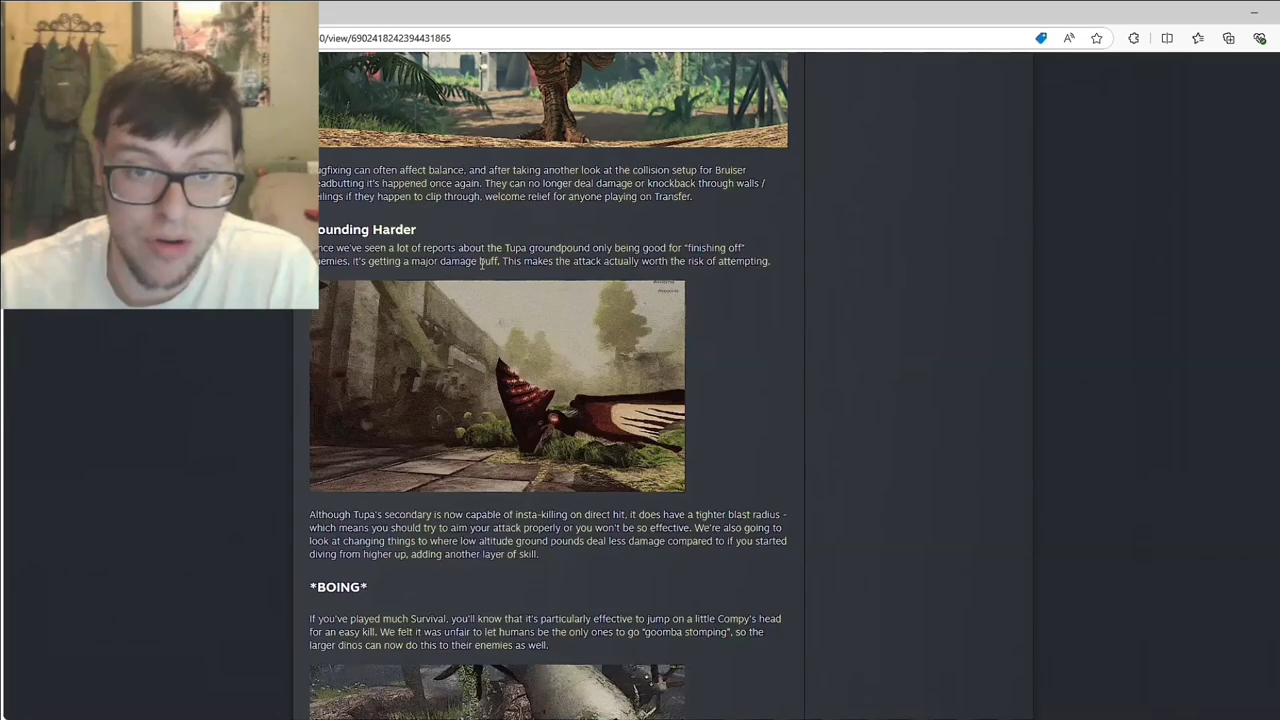 0/view/6902418242394431865
ugfixing can often affect balance, and after taking another look at the collision setup for Bruiser
eadbutting it's happened once again. They can no longer deal damage or knockback through walls /
eilings if they happen to clip through, welcome relief for anyone playing on Transfer.
ounding Harder
nce we've seen a lot of reports about the Tupa groundpound only being good for "finishing off"
nemies, it's getting a major damage buff. This makes the attack actually worth the risk of attempting.
Although Tupa's secondary is now capable of insta-killing on direct hit, it does have a tighter blast radius -
which means you should try to aim your attack properly or you won't be so effective. We're also going to
look at changing things to where low altitude ground pounds deal less damage compared to if you started
diving from higher up, adding another layer of skill.
*BOING*
If you've played much Survival, you'll know that it's particularly effective to jump on a little Compy's head
for an easy kill. We felt it was unfair to let humans be the only ones to go "goomba stomping", so the
larger dinos can now do this to their enemies as well.